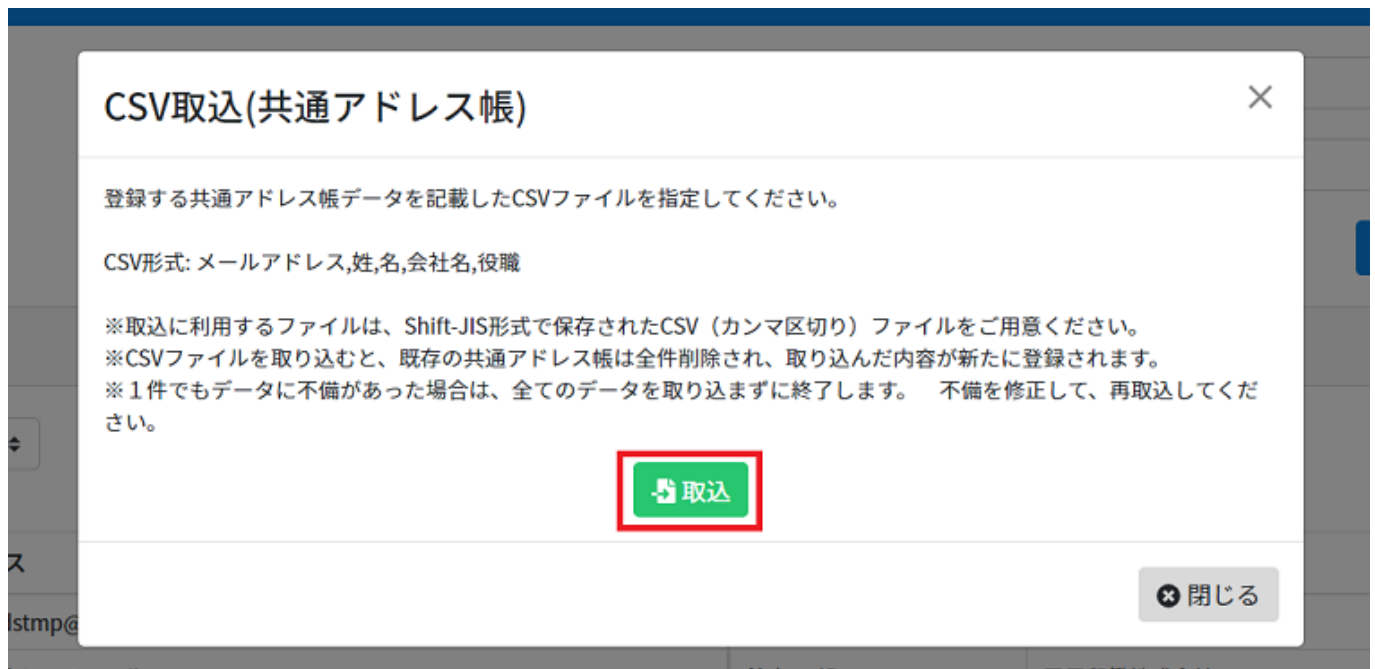 CSV取込(共通アドレス帳)
登録する共通アドレス帳データを記載したCSVファイルを指定してください。
CSV形式: メールアドレス,姓,名,会社名,役職
※取込に利用するファイルは、Shift-JIS形式で保存されたCSV（カンマ区切り）ファイルをご用意ください。
※CSVファイルを取り込むと、既存の共通アドレス帳は全件削除され、取り込んだ内容が新たに登録されます。
※１件でもデータに不備があった場合は、全てのデータを取り込まずに終了します。　不備を修正して、再取込してくだ
さい。
取込
ス
閉じる
lstmp@